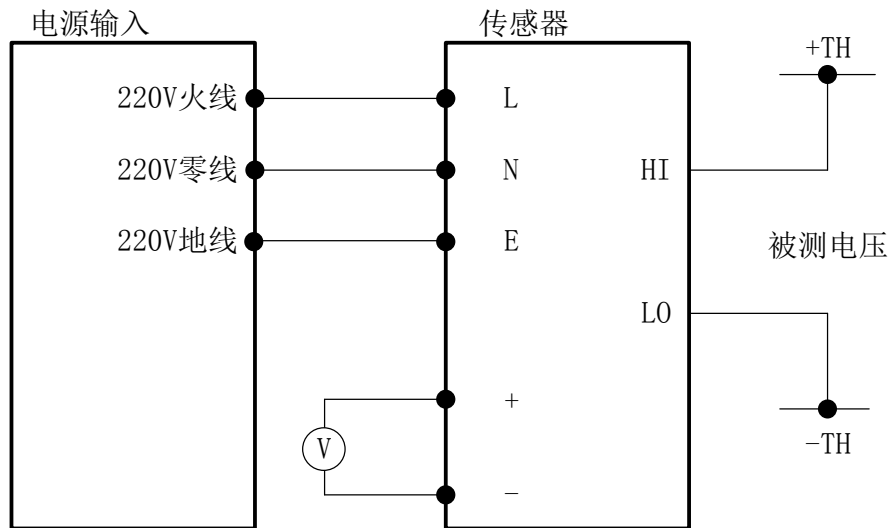 电源输入
传感器
+TH
220V火线
L
220V零线
N
HI
220V地线
E
被测电压
LO
+
V
-TH
-